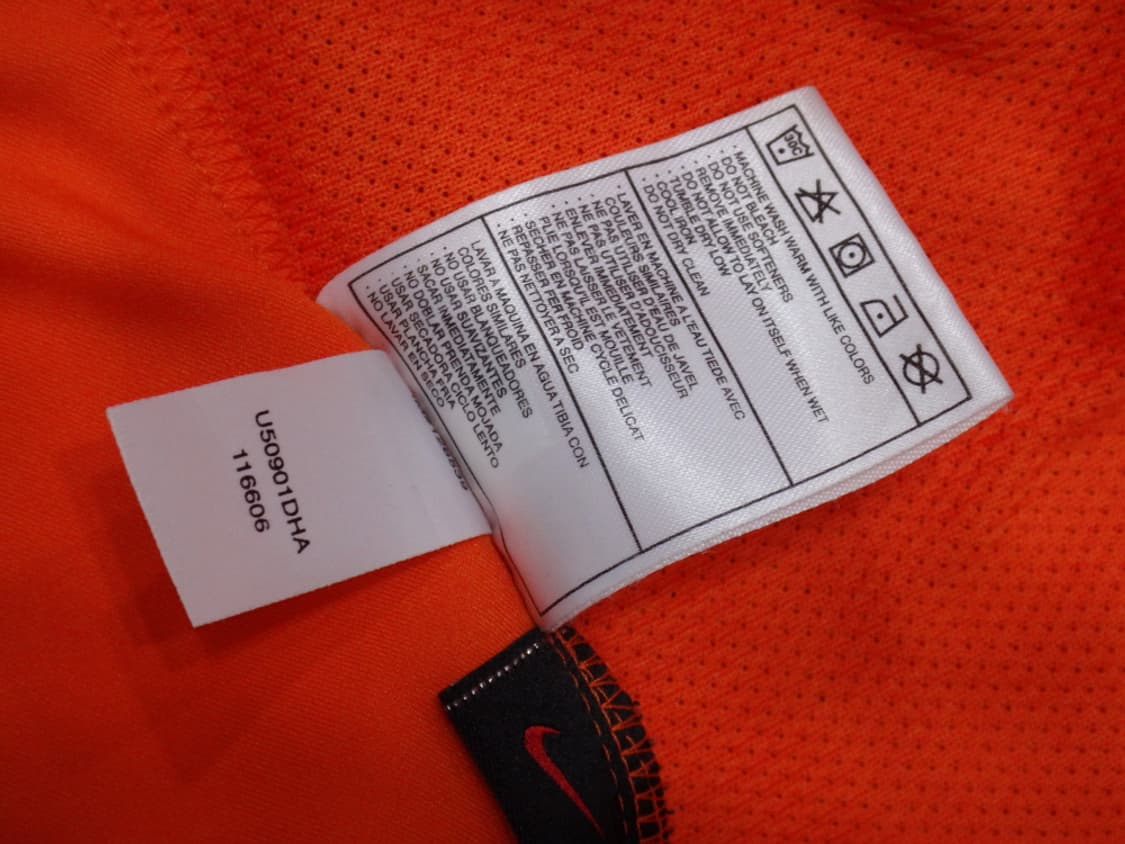 30C
MACHINE WASH WARM WITH LIKE COLORS
· DO NOT BLEACH
· DO NOT USE SOFTENERS
· REMOVE IMMEDIATELY
· DO NOT ALLOW TO LAY ON ITSELF WHEN WET
· TUMBLE DRY LOW
· COOL IRON
· DO NOT DRY CLEAN
· LAVER EN MACHINE A L'EAU TIEDE AVEC
COULEURS SIMILAIRES
· NE PAS UTILISER D'EAU DE JAVEL
· NE PAS UTILISER D'ADOUCISSEUR
· ENLEVER IMMEDIATEMENT
· NE PAS LAISSER LE VETEMENT
PLIE LORSQU'IL EST MOUILLE
· SECHER EN MACHINE CYCLE DELICAT
· REPASSER FER FROID
· NE PAS NETTOYER A SEC
LAVAR A MAQUINA EN AGUA TIBIA CON
COLORES SIMILARES
· NO USAR BLANQUEADORES
· NO USAR SUAVIZANTES
· SACAR INMEDIATAMENTE
· NO DOBLAR PRENDA MOJADA
· USAR SECADORA CICLO LENTO
· USAR PLANCHA FRIA
· NO LAVAR EN SECO
U50901DHA
116606